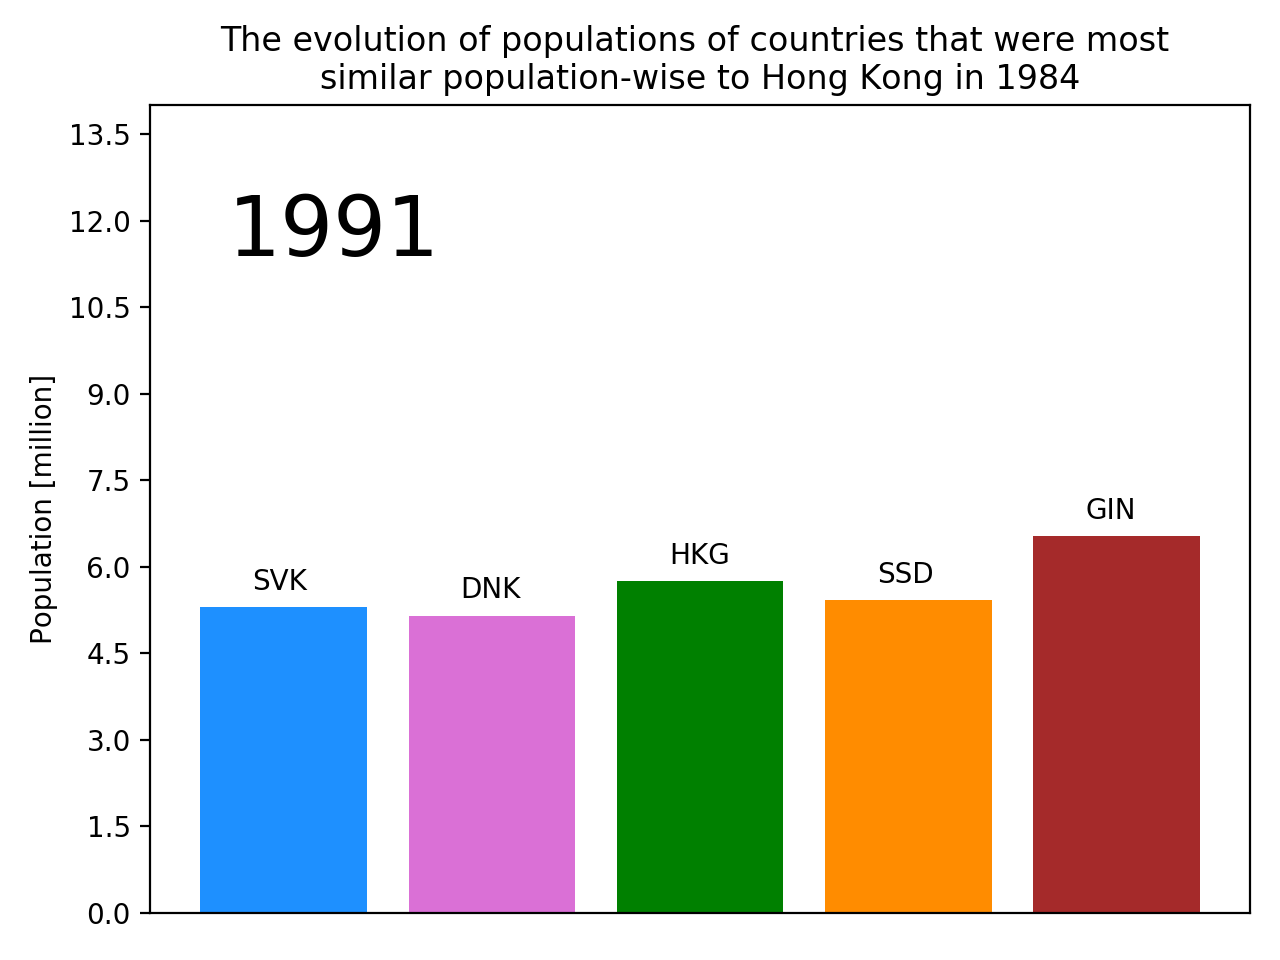 The evolution of populations of countries that were most
similar population-wise to Hong Kong in 1984
13.5
12.0
10.5
9.0
7.5
6.0
4.5
3.0
1.5
0.0
Population [million]
1991
SVK
DNK
HKG
SSD
GIN